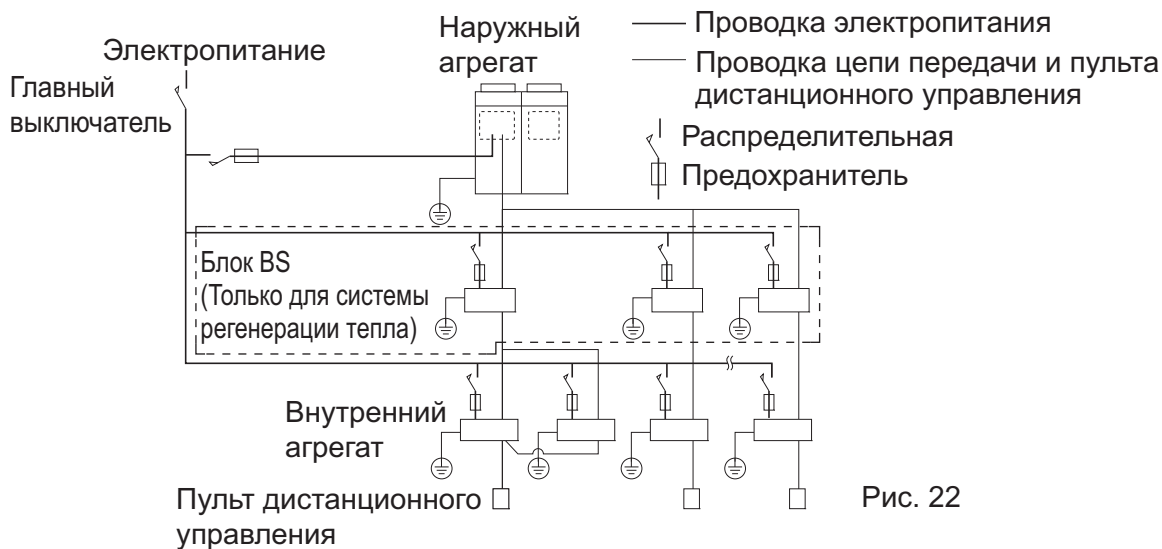 Электропитание
Главный
выключатель
Наружный
агрегат
Проводка электропитания
Проводка цепи передачи и пульта
дистанционного управления
Распределительная
Предохранитель
Блок BS
(Только для системы
регенерации тепла)
Внутренний
агрегат
Пульт дистанционного
управления
Рис. 22